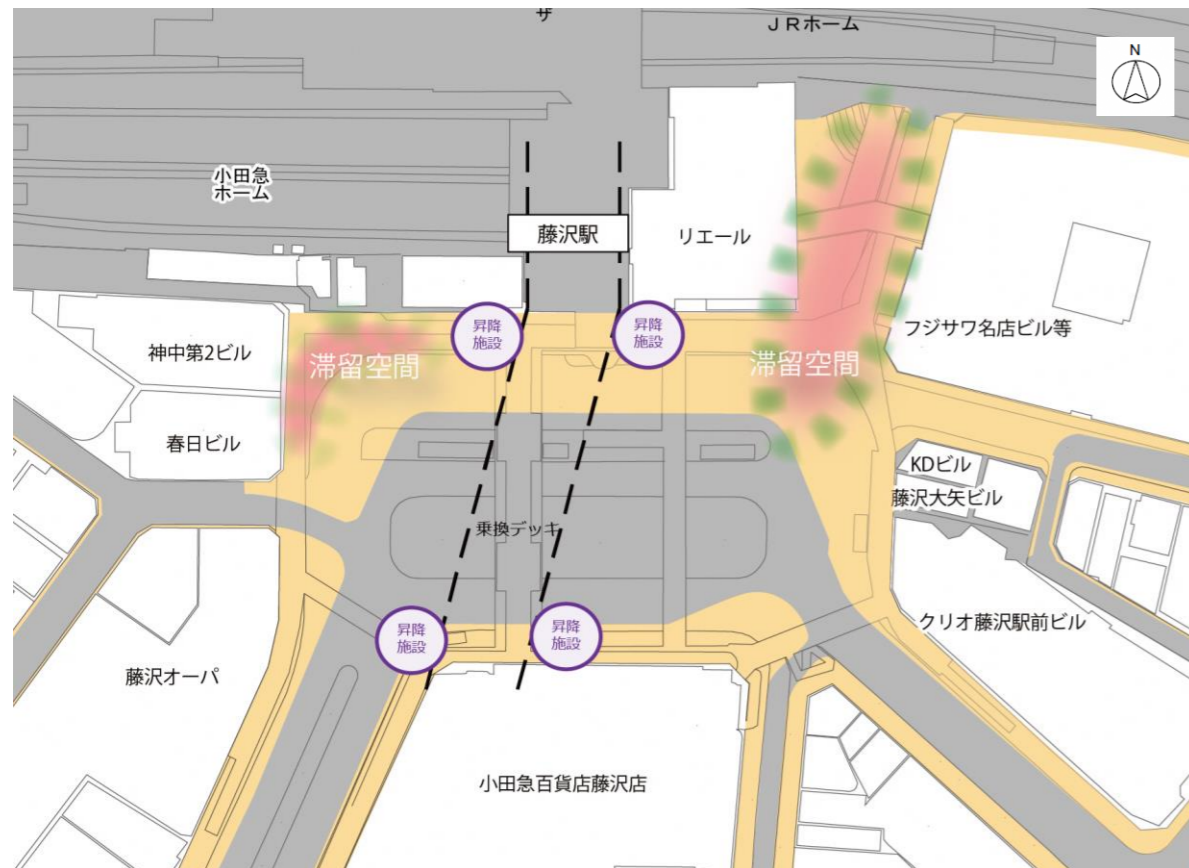 ザ
JRホーム
N
小田急
ホーム
藤沢駅
リエール
昇降
施設
昇降
施設
フジサワ名店ビル等
神中第2ビル
滞留空間
滞留空間
春日ビル
KDビル
藤沢大矢ビル
乗換デッキ
昇降
施設
昇降
施設
クリオ藤沢駅前ビル
藤沢オーパ
小田急百貨店藤沢店